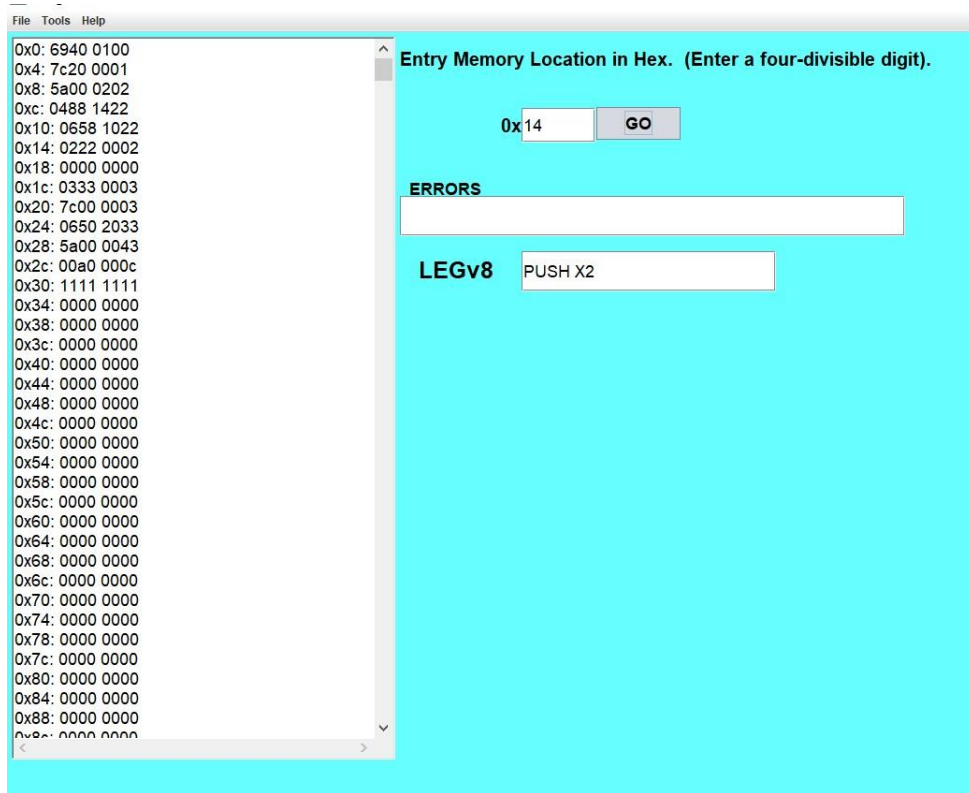 File Tools Help
0x0: 6940 0100
0x4: 7c20 0001
0x8: 5a00 0202
0xc: 0488 1422
0x10: 0658 1022
0x14: 0222 0002
0x18: 0000 0000
0x1c: 0333 0003
0x20: 7c00 0003
0x24: 0650 2033
0x28: 5a00 0043
0x2c: 00a0 000c
0x30: 1111 1111
0x34: 0000 0000
0x38: 0000 0000
0x3c: 0000 0000
0x40: 0000 0000
0x44: 0000 0000
0x48: 0000 0000
0x4c: 0000 0000
0x50: 0000 0000
0x54: 0000 0000
0x58: 0000 0000
0x5c: 0000 0000
0x60: 0000 0000
0x64: 0000 0000
0x68: 0000 0000
0x6c: 0000 0000
0x70: 0000 0000
0x74: 0000 0000
0x78: 0000 0000
0x7c: 0000 0000
0x80: 0000 0000
0x84: 0000 0000
0x88: 0000 0000
0x8c: 0000 0000
Entry Memory Location in Hex. (Enter a four-divisible digit).
0x 14 GO
ERRORS
LEGv8 PUSH X2